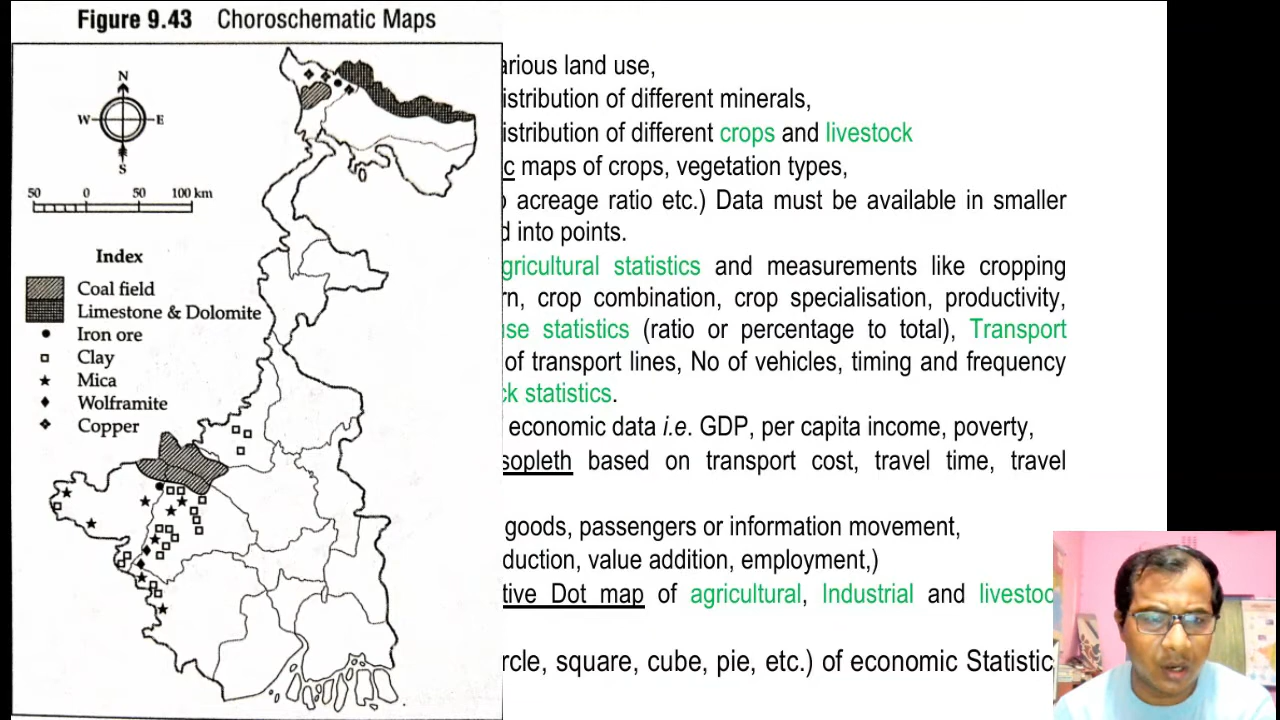 Figure 9.43 Choroschematic Maps
N
W E
S
50 0 50 100 km
Index
Coal field
Limestone & Dolomite
Iron ore
Clay
Mica
Wolframite
Copper
arious land use,
istribution of different minerals,
istribution of different crops and livestock
c maps of crops, vegetation types,
acreage ratio etc.) Data must be available in smaller
d into points.
gricultural statistics and measurements like cropping
rn, crop combination, crop specialisation, productivity,
use statistics (ratio or percentage to total), Transport
of transport lines, No of vehicles, timing and frequency
ck statistics.
economic data i.e. GDP, per capita income, poverty,
sopleth based on transport cost, travel time, travel
goods, passengers or information movement,
duction, value addition, employment,)
tive Dot map of agricultural, Industrial and livestoc
rcle, square, cube, pie, etc.) of economic Statistic